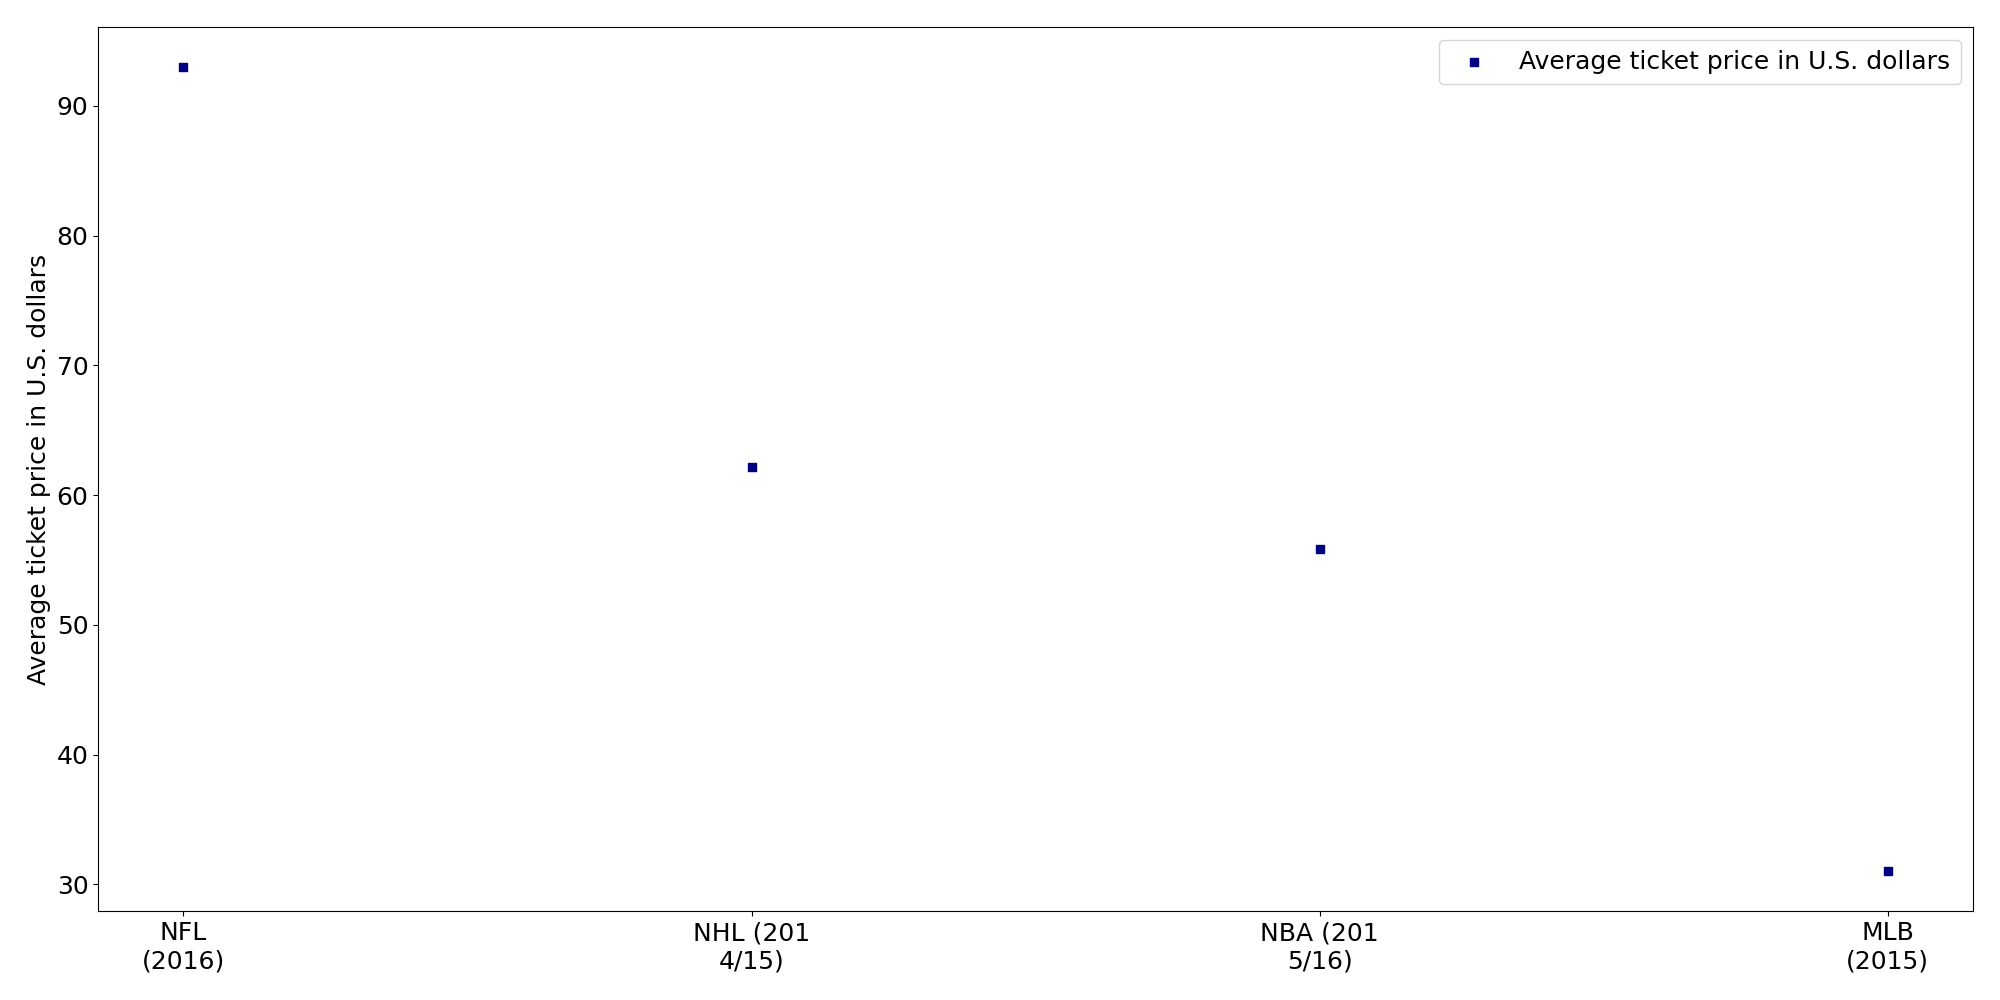 Average ticket price in U.S. dollars
Average ticket price in U.S. dollars
90
80
70
60
50
40
30
NFL
(2016)
NHL (201
4/15)
NBA (201
5/16)
MLB
(2015)